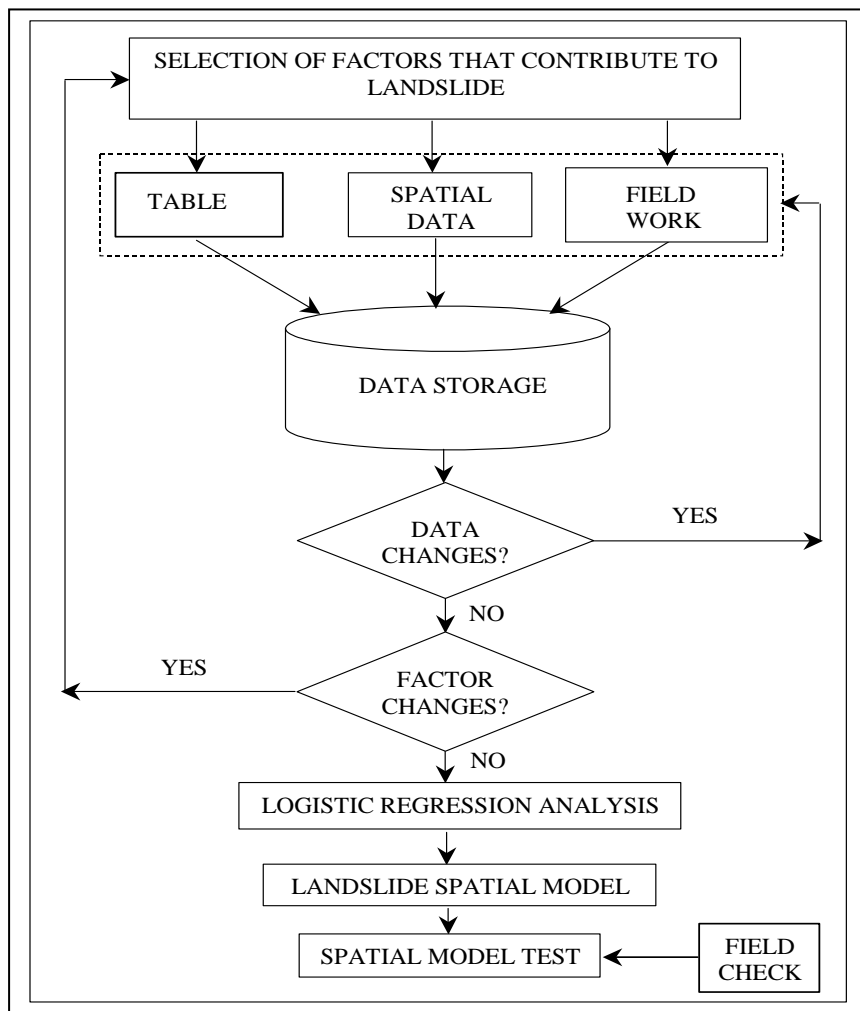 SELECTION OF FACTORS THAT CONTRIBUTE TO
LANDSLIDE
TABLE
SPATIAL
DATA
FIELD
WORK
DATA STORAGE
DATA
CHANGES?
YES
NO
YES
FACTOR
CHANGES?
NO
LOGISTIC REGRESSION ANALYSIS
LANDSLIDE SPATIAL MODEL
SPATIAL MODEL TEST
FIELD
CHECK